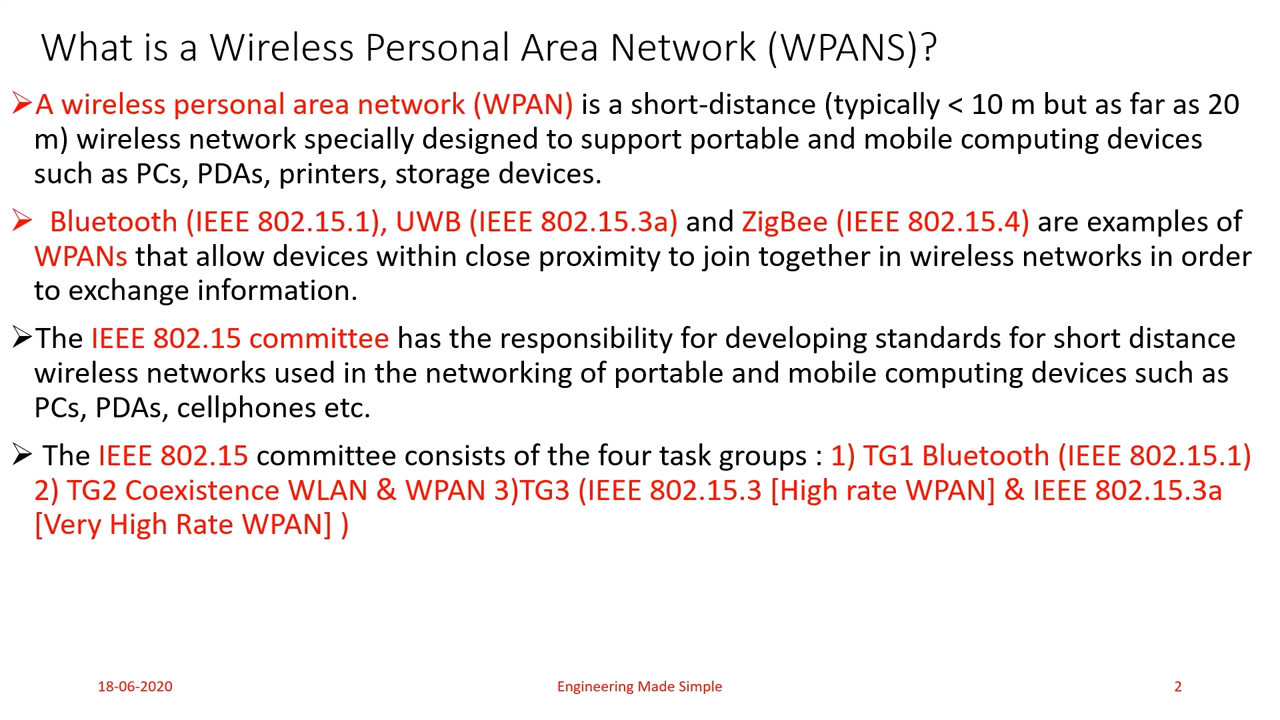 What is a Wireless Personal Area Network (WPANS)?
➢A wireless personal area network (WPAN) is a short-distance (typically < 10 m but as far as 20
m) wireless network specially designed to support portable and mobile computing devices
such as PCs, PDAs, printers, storage devices.
➢ Bluetooth (IEEE 802.15.1), UWB (IEEE 802.15.3a) and ZigBee (IEEE 802.15.4) are examples of
WPANs that allow devices within close proximity to join together in wireless networks in order
to exchange information.
➢The IEEE 802.15 committee has the responsibility for developing standards for short distance
wireless networks used in the networking of portable and mobile computing devices such as
PCs, PDAs, cellphones etc.
➢ The IEEE 802.15 committee consists of the four task groups : 1) TG1 Bluetooth (IEEE 802.15.1)
2) TG2 Coexistence WLAN & WPAN 3)TG3 (IEEE 802.15.3 [High rate WPAN] & IEEE 802.15.3a
[Very High Rate WPAN] )
18-06-2020 Engineering Made Simple 2